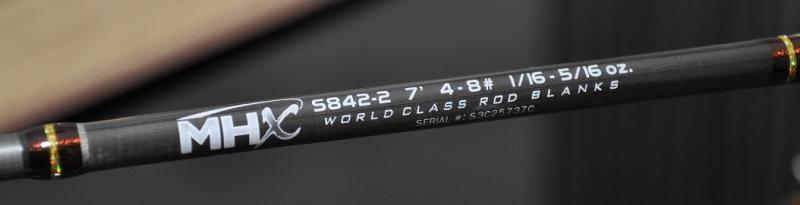 MHX S842-2 7' 4-8# 1/16-5/16 oz.
WORLD CLASS ROD BLANKS
SERIAL #: S3C25737C